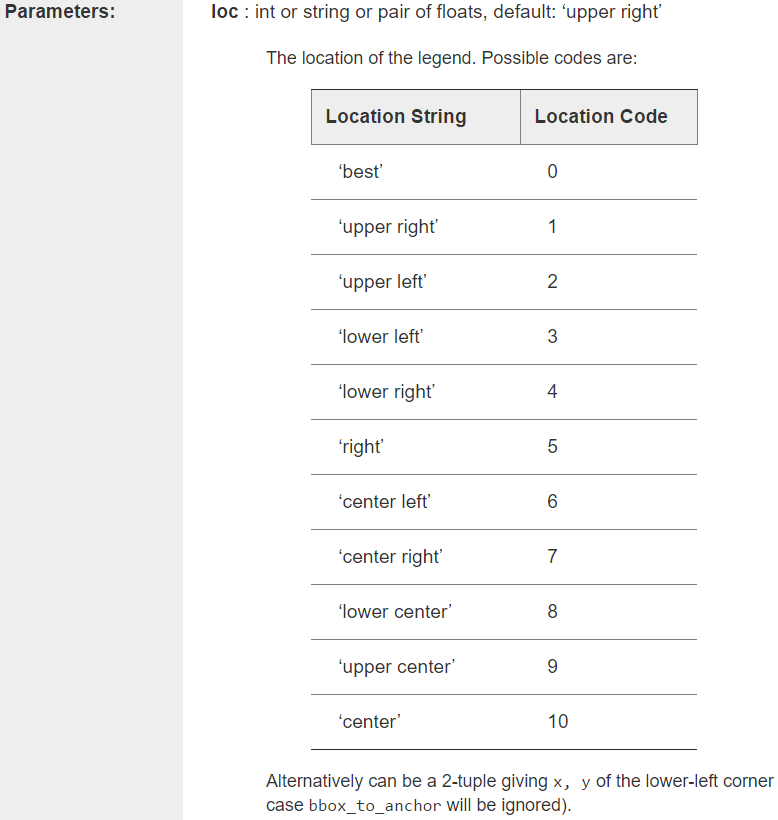 Parameters:
loc : int or string or pair of floats, default: ‘upper right’
The location of the legend. Possible codes are:
Location String Location Code
‘best’ 0
‘upper right’ 1
‘upper left’ 2
‘lower left’ 3
‘lower right’ 4
‘right’ 5
‘center left’ 6
‘center right’ 7
‘lower center’ 8
‘upper center’ 9
‘center’ 10
Alternatively can be a 2-tuple giving x, y of the lower-left corner
case bbox_to_anchor will be ignored).